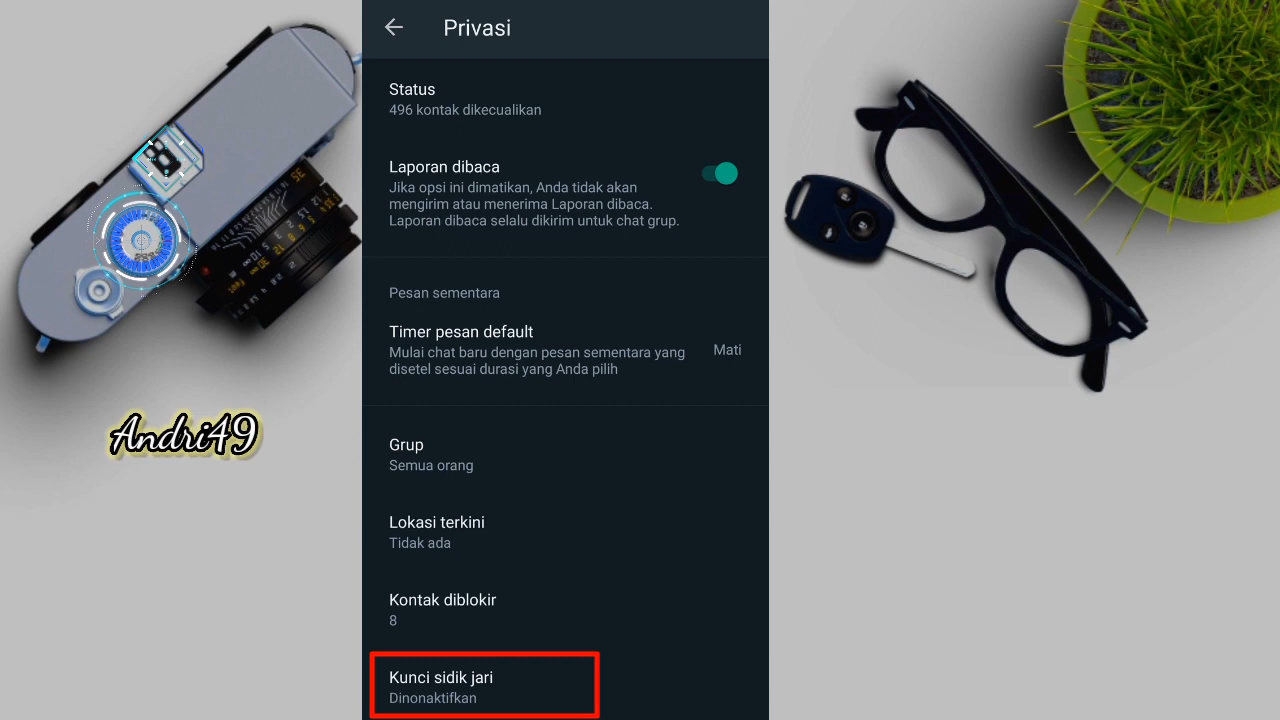 Privasi
Status
496 kontak dikecualikan
Laporan dibaca
Jika opsi ini dimatikan, Anda tidak akan
mengirim atau menerima Laporan dibaca.
Laporan dibaca selalu dikirim untuk chat grup.
Pesan sementara
Timer pesan default
Mulai chat baru dengan pesan sementara yang
disetel sesuai durasi yang Anda pilih
Mati
Grup
Semua orang
Lokasi terkini
Tidak ada
Kontak diblokir
8
Kunci sidik jari
Dinonaktifkan
Andri49